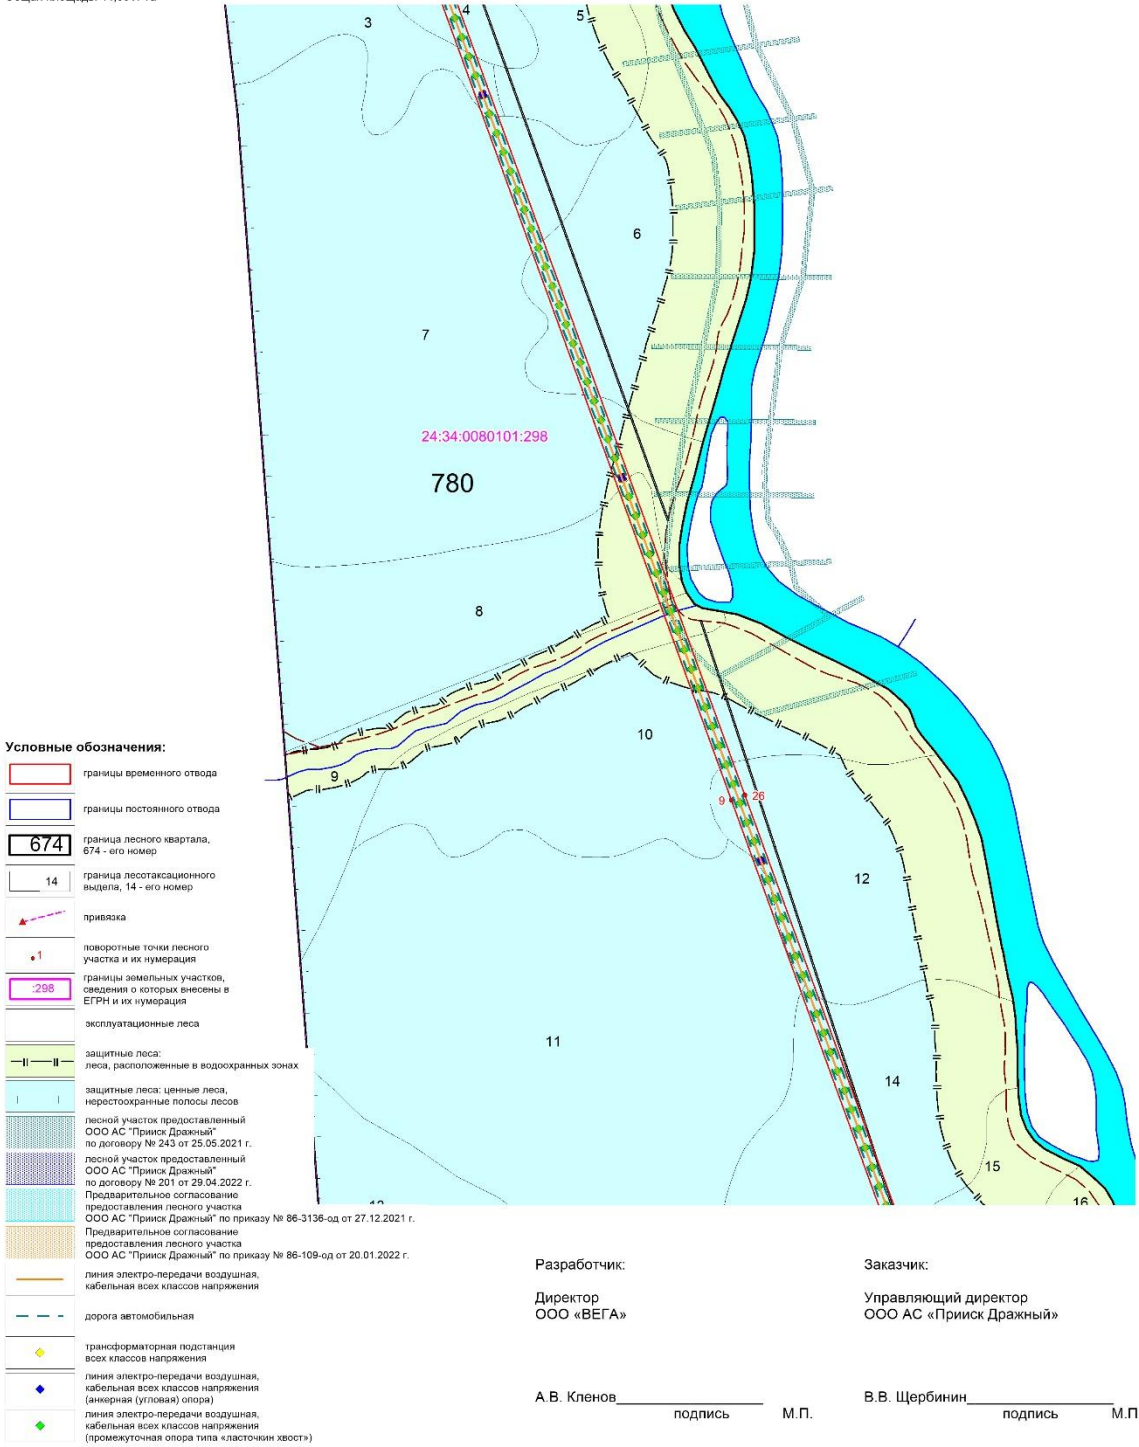 3
4
5
6
7
24:34:0080101:298
780
8
10
9
9
26
12
11
14
15
16
Условные обозначения:
границы временного отвода
границы постоянного отвода
674
граница лесного квартала,
674 - его номер
14
граница лесотаксационного
выдела, 14 - его номер
привязка
1
поворотные точки лесного
участка и их нумерация
:298
границы земельных участков,
сведения о которых внесены в
ЕГРН и их нумерация
эксплуатационные леса
защитные леса:
леса, расположенные в водоохранных зонах
защитные леса: ценные леса,
нерестоохранные полосы лесов
лесной участок предоставленный
ООО АС "Прииск Дражный"
по договору № 243 от 25.05.2021 г.
лесной участок предоставленный
ООО АС "Прииск Дражный"
по договору № 201 от 29.04.2022 г.
Предварительное согласование
предоставления лесного участка
ООО АС "Прииск Дражный" по приказу № 86-3136-од от 27.12.2021 г.
Предварительное согласование
предоставления лесного участка
ООО АС "Прииск Дражный" по приказу № 86-109-од от 20.01.2022 г.
линия электро-передачи воздушная,
кабельная всех классов напряжения
дорога автомобильная
трансформаторная подстанция
всех классов напряжения
линия электро-передачи воздушная,
кабельная всех классов напряжения
(анкерная (угловая) опора)
линия электро-передачи воздушная,
кабельная всех классов напряжения
(промежуточная опора типа «ласточкин хвост»)
Разработчик:
Директор
ООО «ВЕГА»
А.В. Кленов
подпись
М.П.
Заказчик:
Управляющий директор
ООО АС «Прииск Дражный»
В.В. Щербинин
подпись
М.П